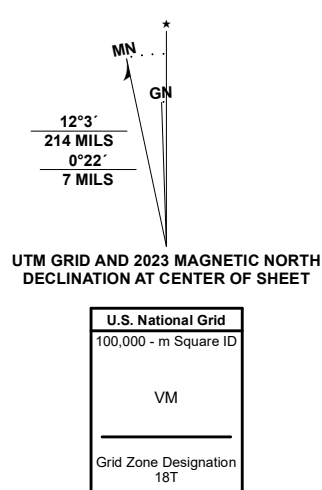 MN
GN
12°3´
214 MILS
0°22´
7 MILS
UTM GRID AND 2023 MAGNETIC NORTH
DECLINATION AT CENTER OF SHEET
U.S. National Grid
100,000 - m Square ID
VM
Grid Zone Designation
18T